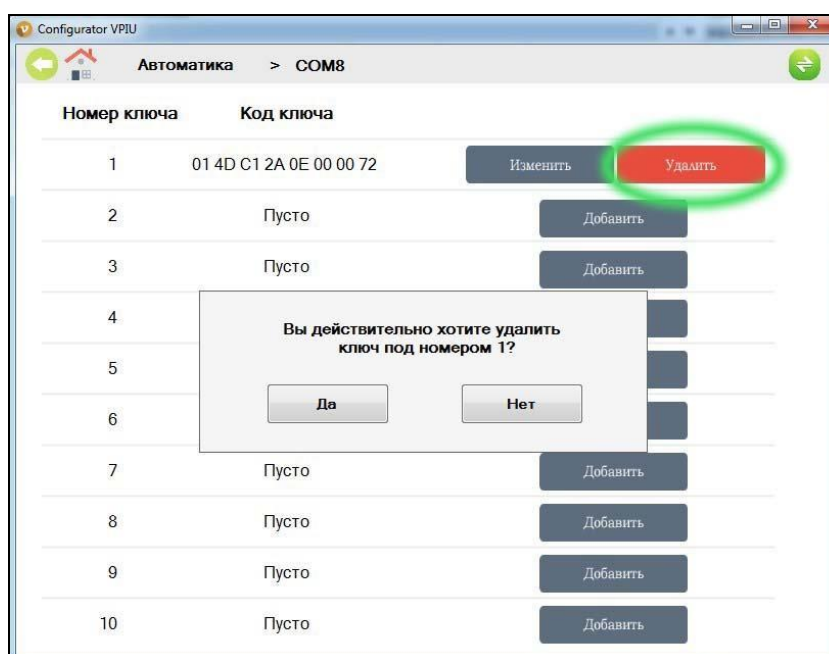 Configurator VPIU
Автоматика > COM8
Номер ключа Код ключа
1 01 4D C1 2A 0E 00 00 72 Изменить Удалить
2 Пусто Добавить
3 Пусто Добавить
4
Вы действительно хотите удалить
ключ под номером 1?
5
Да Нет
6
7 Пусто Добавить
8 Пусто Добавить
9 Пусто Добавить
10 Пусто Добавить